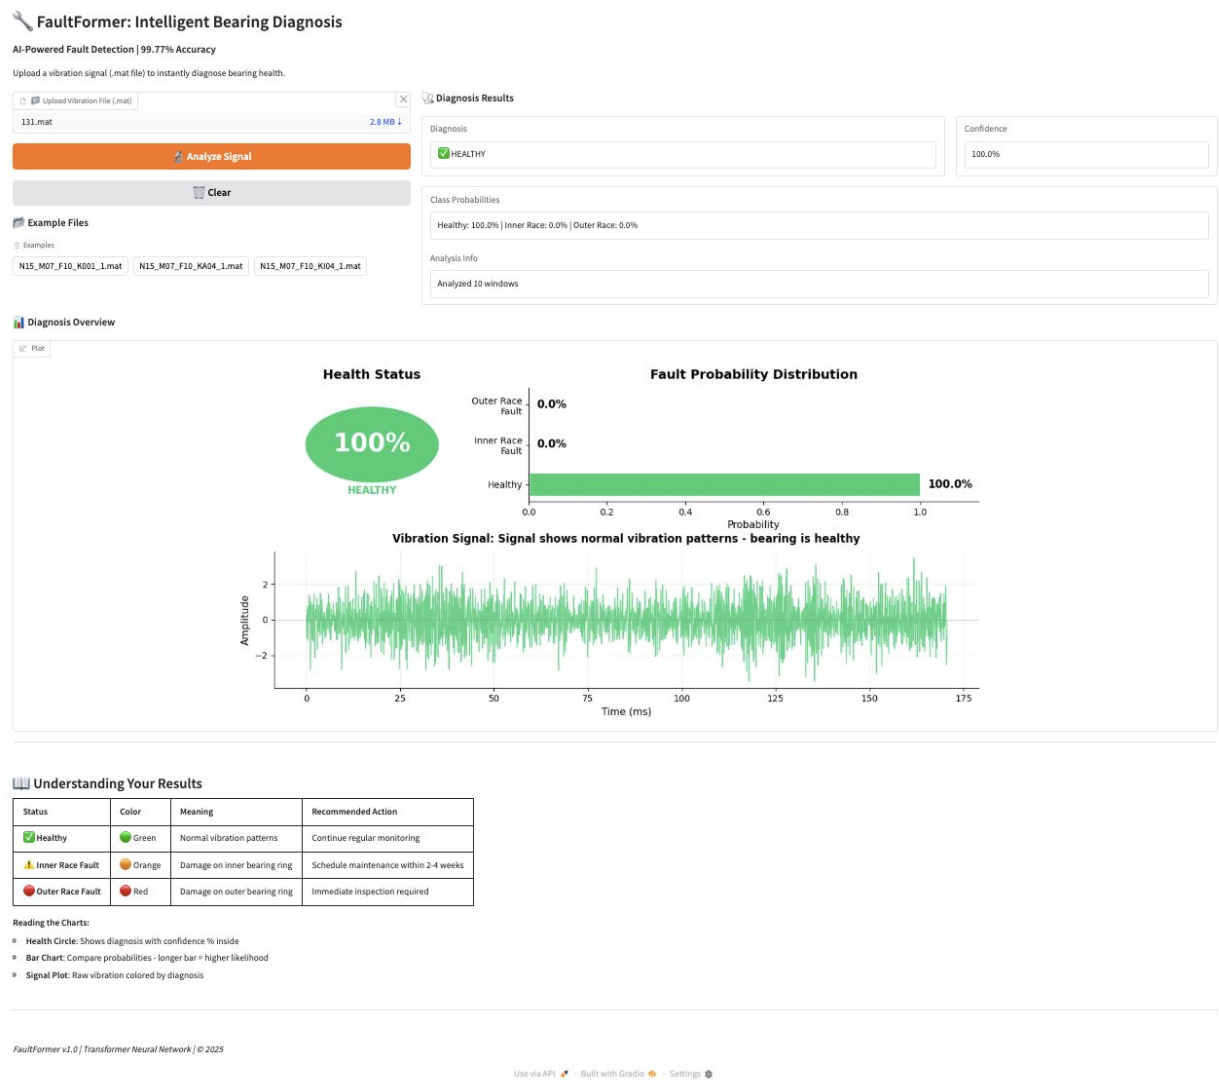 FaultFormer: Intelligent Bearing Diagnosis
AI-Powered Fault Detection | 99.77% Accuracy
Upload a vibration signal (.mat file) to instantly diagnose bearing health.
Upload Vibration File (.mat)
131.mat 2.8 MB ↓
Analyze Signal
Clear
Example Files
Examples
N15_M07_F10_K001_1.mat N15_M07_F10_KA04_1.mat N15_M07_F10_KI04_1.mat
Diagnosis Results
Diagnosis
HEALTHY
Confidence
100.0%
Class Probabilities
Healthy: 100.0% | Inner Race: 0.0% | Outer Race: 0.0%
Analysis Info
Analyzed 10 windows
Diagnosis Overview
Plot
Health Status
100%
HEALTHY
Fault Probability Distribution
Outer Race
Fault
0.0%
Inner Race
Fault
0.0%
Healthy
100.0%
0.0 0.2 0.4 0.6 0.8 1.0
Probability
Vibration Signal: Signal shows normal vibration patterns - bearing is healthy
Amplitude
2
0
−2
0 25 50 75 100 125 150 175
Time (ms)
Understanding Your Results
Status Color Meaning Recommended Action
Healthy Green Normal vibration patterns Continue regular monitoring
Inner Race Fault Orange Damage on inner bearing ring Schedule maintenance within 2-4 weeks
Outer Race Fault Red Damage on outer bearing ring Immediate inspection required
Reading the Charts:
Health Circle: Shows diagnosis with confidence % inside
Bar Chart: Compare probabilities - longer bar = higher likelihood
Signal Plot: Raw vibration colored by diagnosis
FaultFormer v1.0 | Transformer Neural Network | © 2025
Use via API · Built with Gradio · Settings